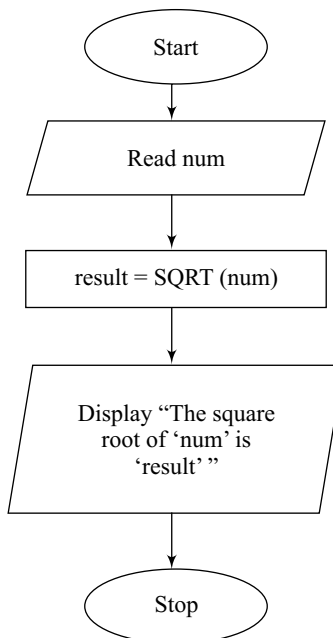 Start
Read num
result = SQRT (num)
Display “The square
root of ‘num’ is
‘result’ ”
Stop